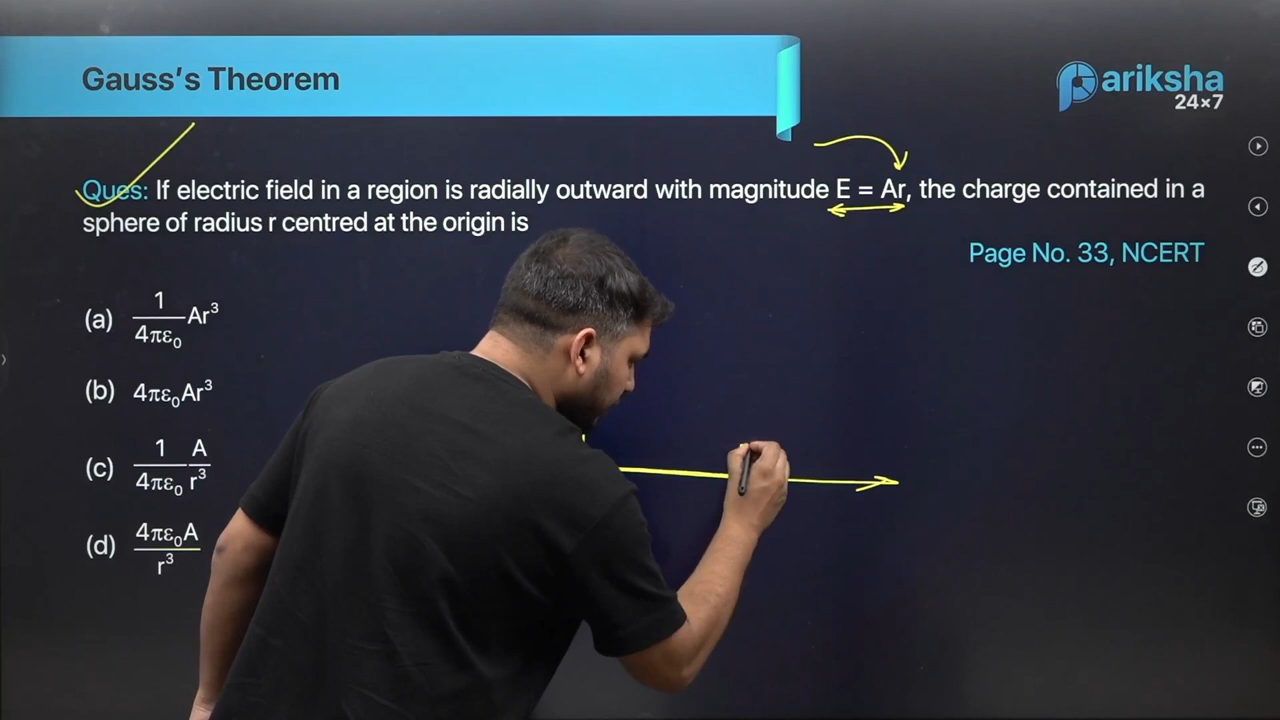 Gauss's Theorem
Pariksha
24×7
Ques: If electric field in a region is radially outward with magnitude E = Ar, the charge contained in a
sphere of radius r centred at the origin is
Page No. 33, NCERT
(a) 1/4πε₀ Ar³
(b) 4πε₀Ar³
(c) 1/4πε₀ A/r³
(d) 4πε₀A/r³